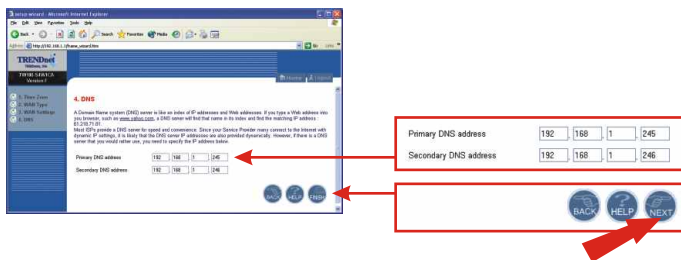 setup wizard - Microsoft Internet Explorer
File Edit View Favorites Tools Help
Back Search Favorites Media
Address http://192.168.1.1/frame_wizard.htm Go Links
TRENDnet
Home Logout
1. Time Zone
2. WAN Type
3. WAN Settings
4. DNS
4. DNS
A Domain Name system (DNS) server is like an index of IP addresses and Web addresses. If you type a Web address into
you browser, such as www.yahoo.com, a DNS server will find that name in its index and find the matching IP address :
Most ISPs provide a DNS server for speed and convenience. Since your Service Provider many connect to the Internet with
dynamic IP settings, it is likely that the DNS server IP addresses are also provided dynamically. However, if there is a DNS
server that you would rather use, you need to specify the IP address below.
Primary DNS address 192 . 168 . 1 . 245
Secondary DNS address 192 . 168 . 1 . 246
BACK HELP FINISH
Primary DNS address 192 . 168 . 1 . 245
Secondary DNS address 192 . 168 . 1 . 246
BACK HELP NEXT